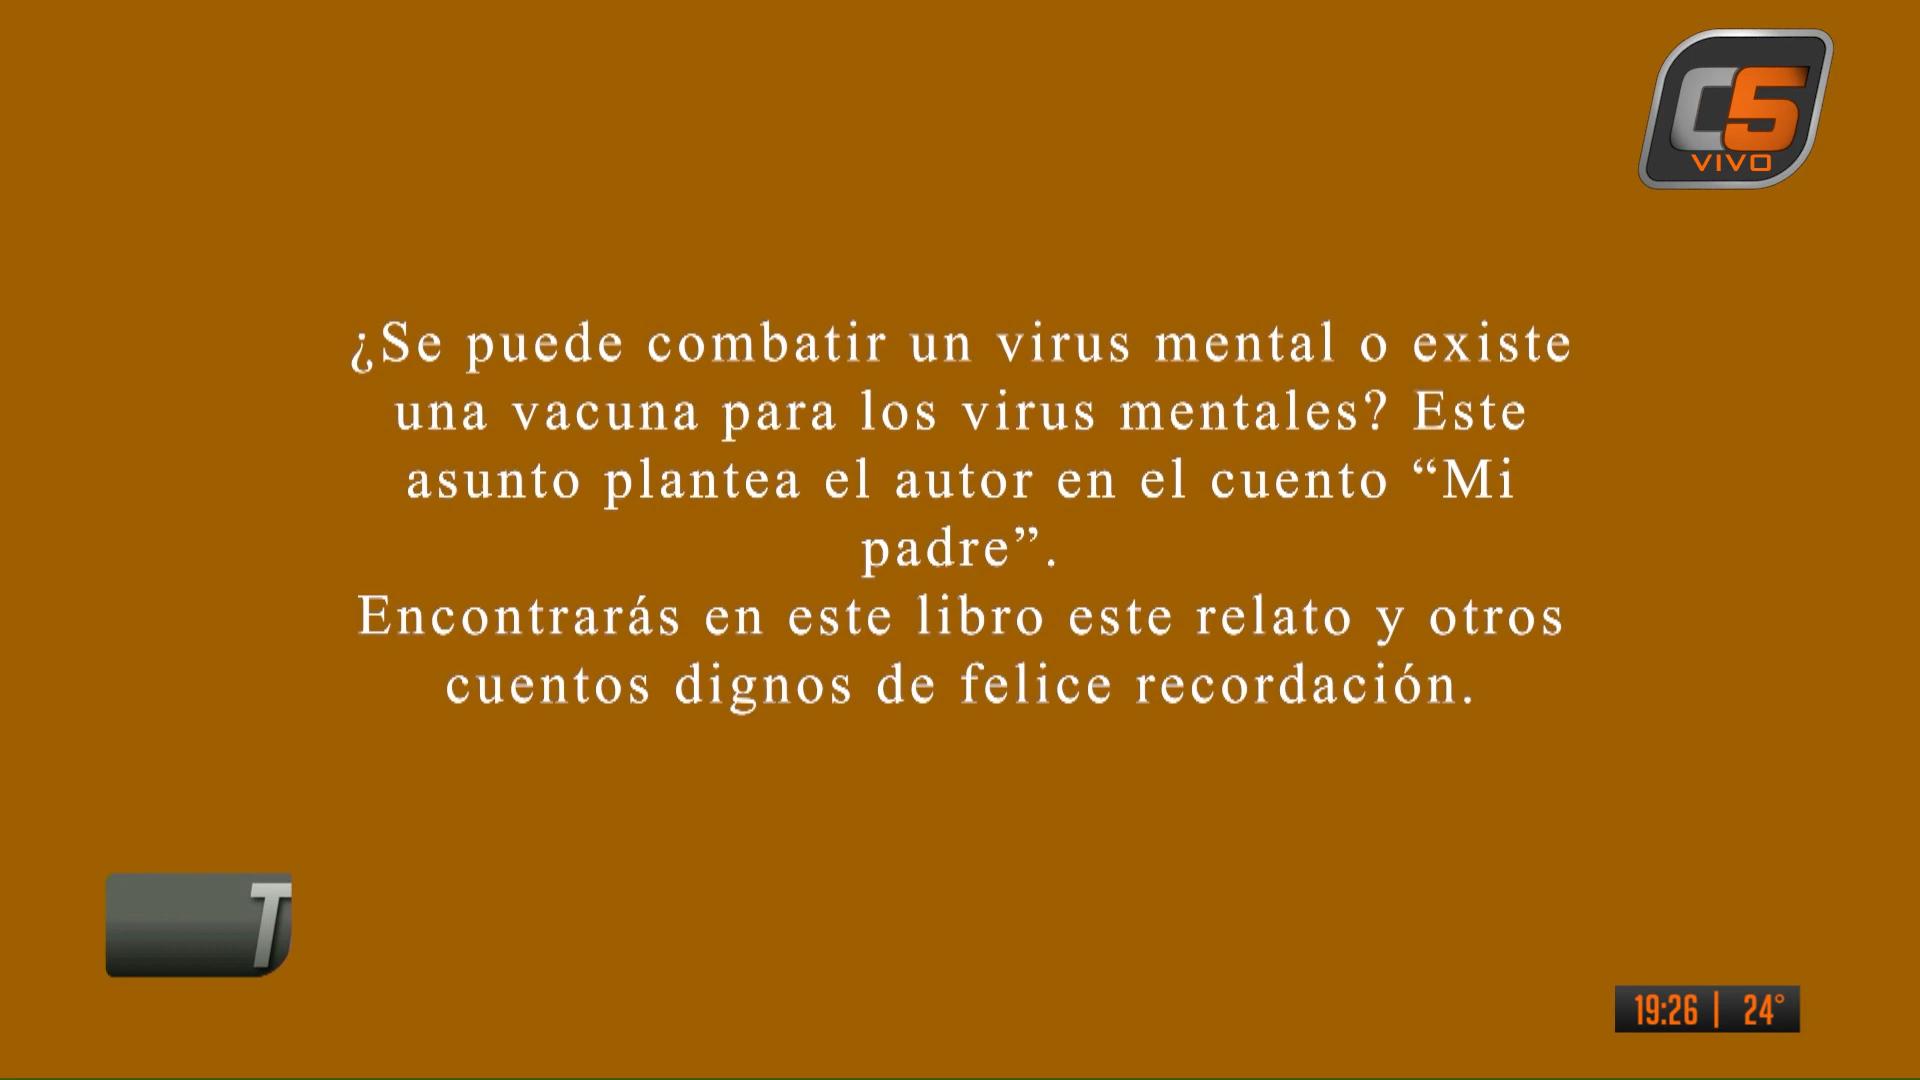 C5
VIVO
¿Se puede combatir un virus mental o existe
una vacuna para los virus mentales? Este
asunto plantea el autor en el cuento “Mi
padre”.
Encontrarás en este libro este relato y otros
cuentos dignos de felice recordación.
T
19:26 | 24°